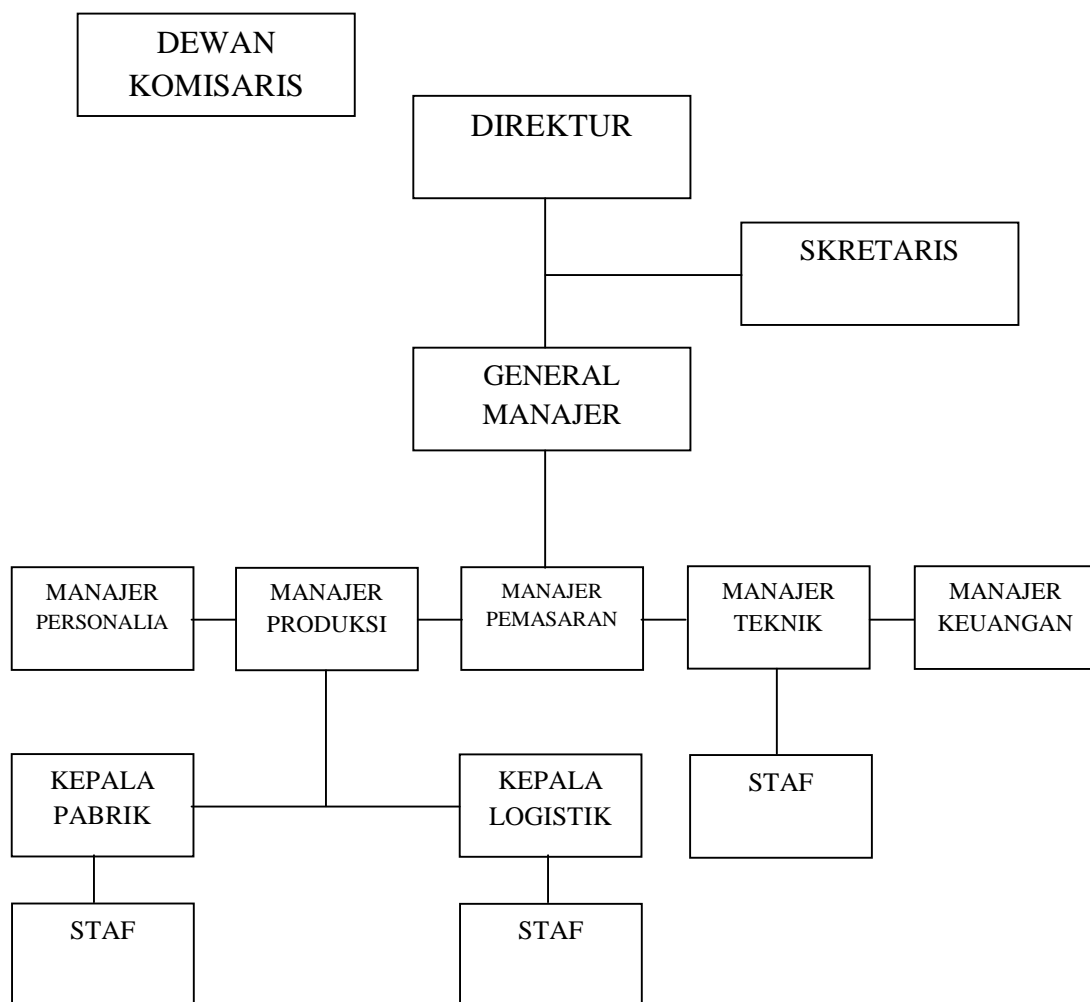 DEWAN
KOMISARIS
DIREKTUR
SKRETARIS
GENERAL
MANAJER
MANAJER
PERSONALIA
MANAJER
PRODUKSI
MANAJER
PEMASARAN
MANAJER
TEKNIK
MANAJER
KEUANGAN
KEPALA
PABRIK
KEPALA
LOGISTIK
STAF
STAF
STAF